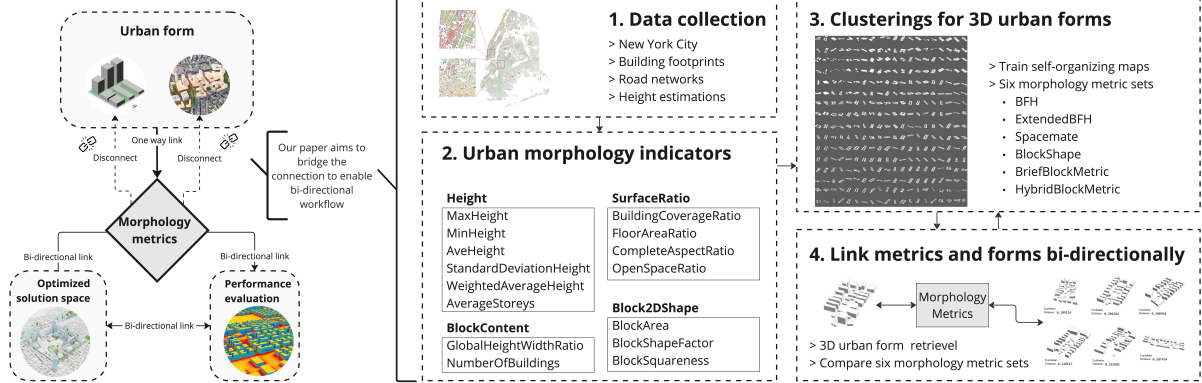 Urban form
One way link
Disconnect
Disconnect
Morphology
metrics
Bi-directional link
Bi-directional link
Optimized
solution space
Performance
evaluation
Bi-directional link
Our paper aims to
bridge the
connection to enable
bi-directional
workflow
1. Data collection
> New York City
> Building footprints
> Road networks
> Height estimations
2. Urban morphology indicators
Height
MaxHeight
MinHeight
AveHeight
StandardDeviationHeight
WeightedAverageHeight
AverageStoreys
BlockContent
GlobalHeightWidthRatio
NumberOfBuildings
SurfaceRatio
BuildingCoverageRatio
FloorAreaRatio
CompleteAspectRatio
OpenSpaceRatio
Block2DShape
BlockArea
BlockShapeFactor
BlockSquareness
3. Clusterings for 3D urban forms
> Train self-organizing maps
> Six morphology metric sets
• BFH
• ExtendedBFH
• Spacemate
• BlockShape
• BriefBlockMetric
• HybridBlockMetric
4. Link metrics and forms bi-directionally
Morphology
Metrics
> 3D urban form retrievel
> Compare six morphology metric sets